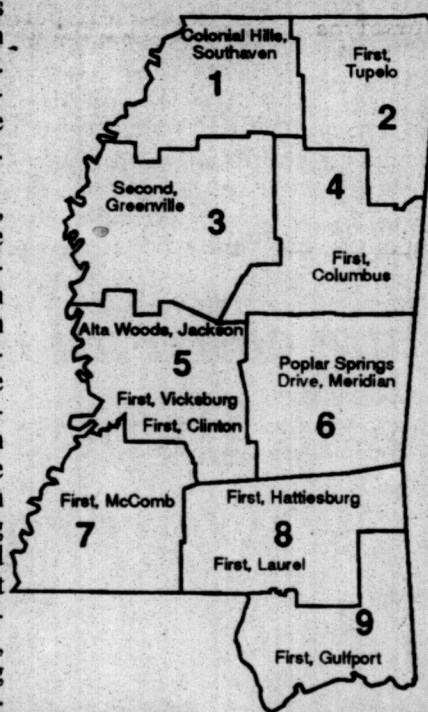 Colonial Hills,
Southaven
1
First,
Tupelo
2
Second,
Greenville
3
4
First,
Columbus
Alta Woods, Jackson
5
First, Vicksburg
First, Clinton
Poplar Springs
Drive, Meridian
6
First, McComb
7
First, Hattiesburg
8
First, Laurel
9
First, Gulfport